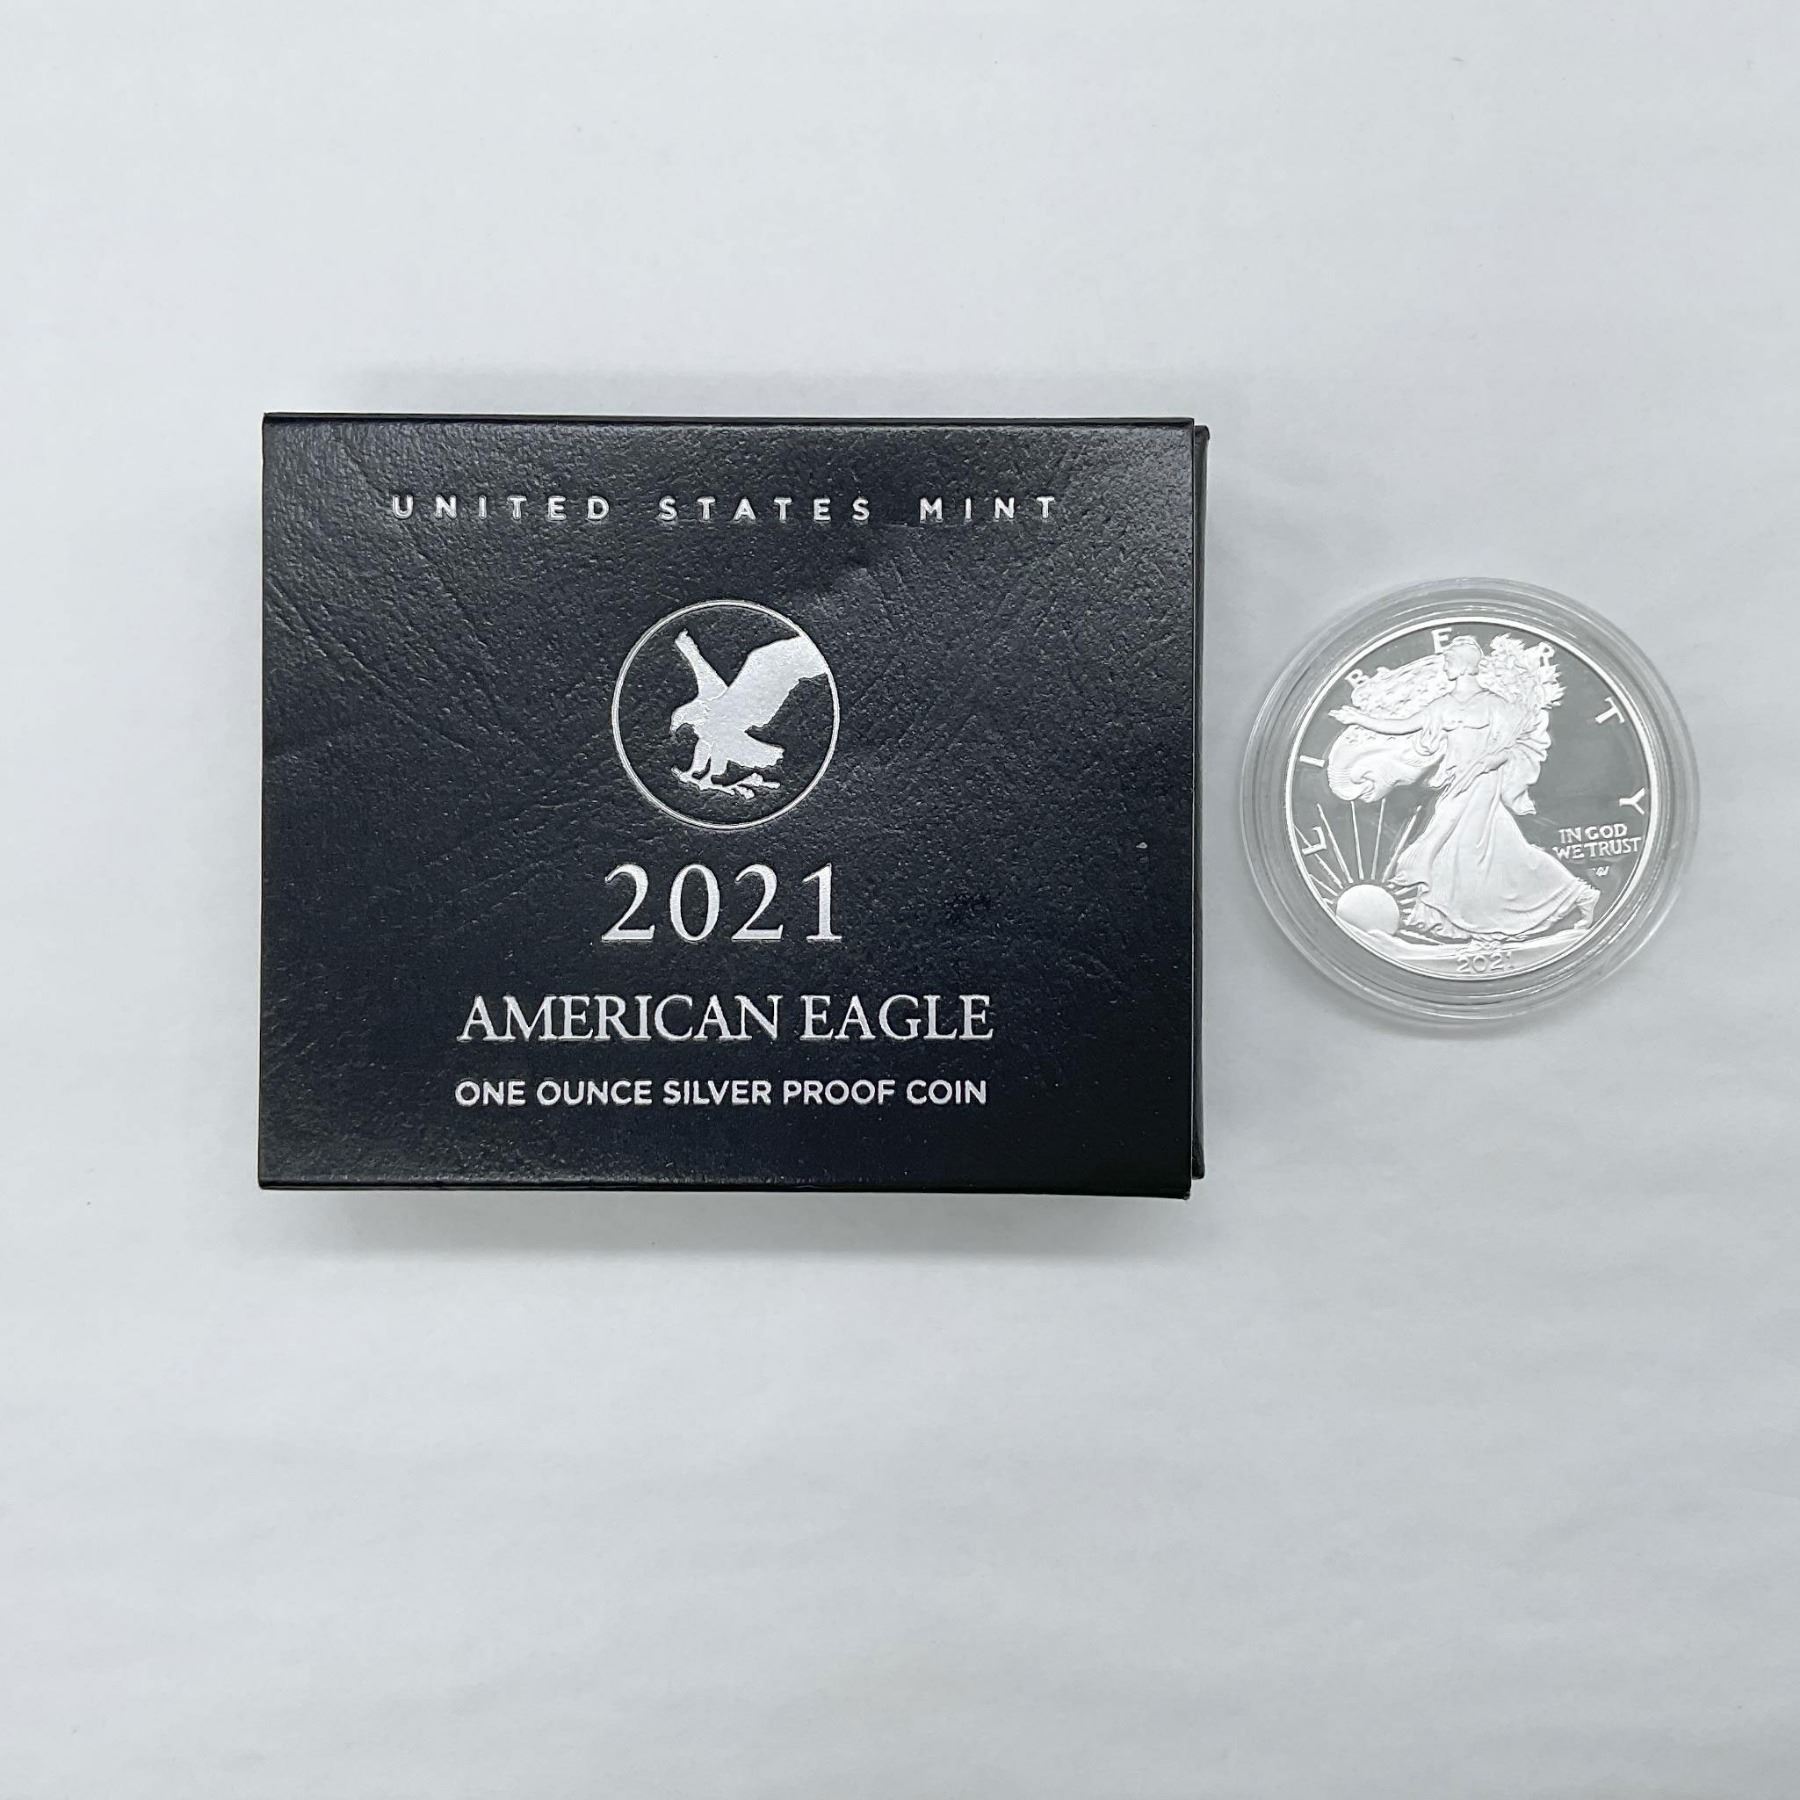 UNITED STATES MINT
2021
AMERICAN EAGLE
ONE OUNCE SILVER PROOF COIN
LIBERTY
IN GOD
WE TRUST
2021